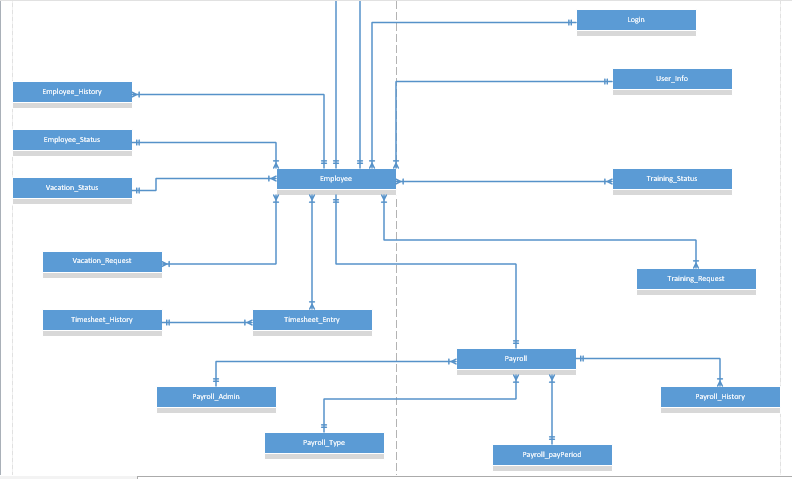 Login
User_Info
Employee_History
Employee_Status
Vacation_Status
Employee
Training_Status
Vacation_Request
Training_Request
Timesheet_History
Timesheet_Entry
Payroll
Payroll_Admin
Payroll_History
Payroll_Type
Payroll_payPeriod